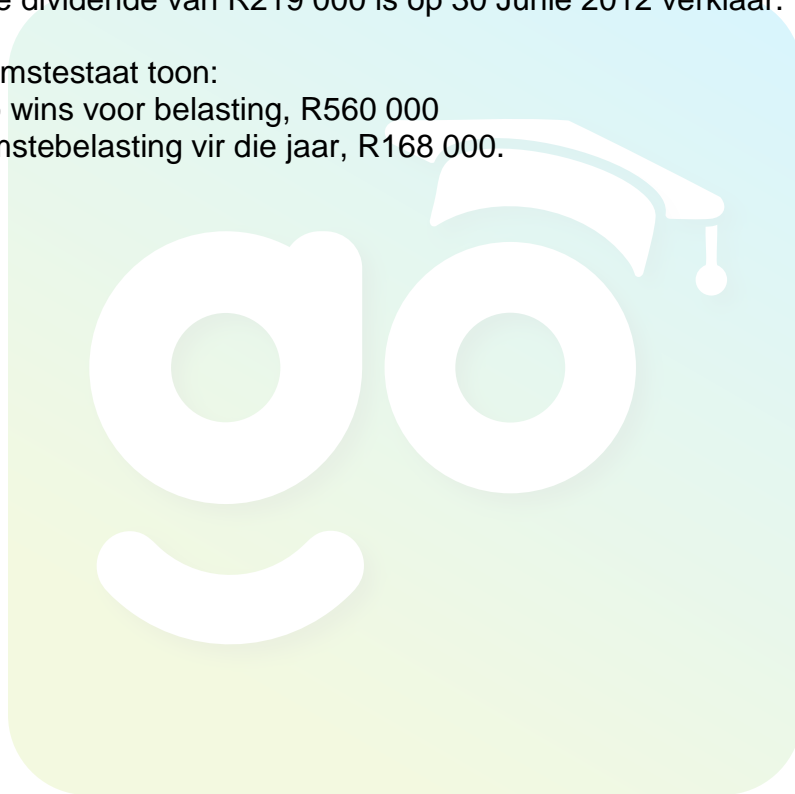 e dividende van R219 000 is op 30 Junie 2012 verklaar.
mstestaat toon:
wins voor belasting, R560 000
nstebelasting vir die jaar, R168 000.
go